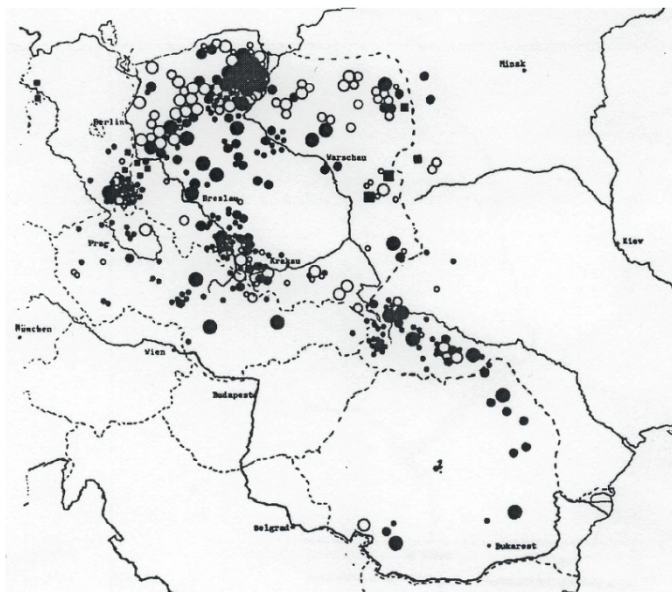 Minsk
Berlin
Warschau
Breslau
Kiev
Prag
Krakau
München
Wien
Budapest
?
Belgrad
Bukarest